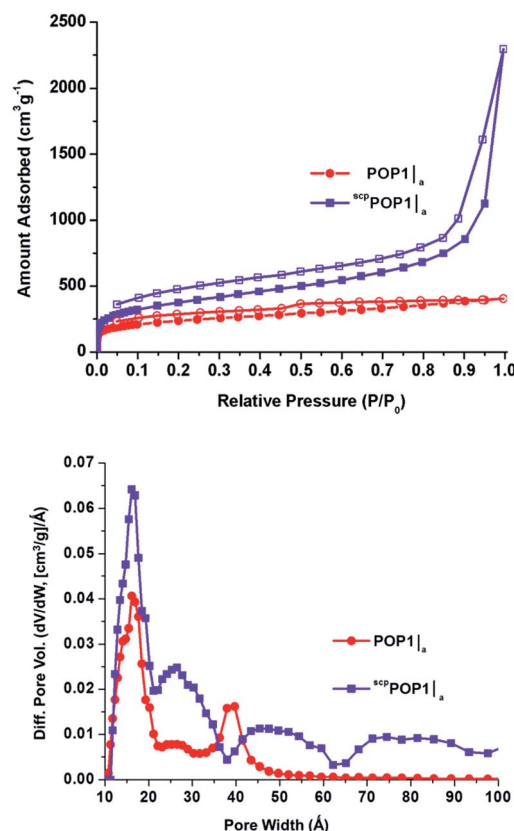 2500
2000
1500
1000
500
0
Amount Adsorbed (cm³g⁻¹)
POP1|ₐ
ˢᶜᵖPOP1|ₐ
0.0 0.1 0.2 0.3 0.4 0.5 0.6 0.7 0.8 0.9 1.0
Relative Pressure (P/P₀)
0.07
0.06
0.05
0.04
0.03
0.02
0.01
0.00
Diff. Pore Vol. (dV/dW, [cm³/g]/Å)
POP1|ₐ
ˢᶜᵖPOP1|ₐ
10 20 30 40 50 60 70 80 90 100
Pore Width (Å)